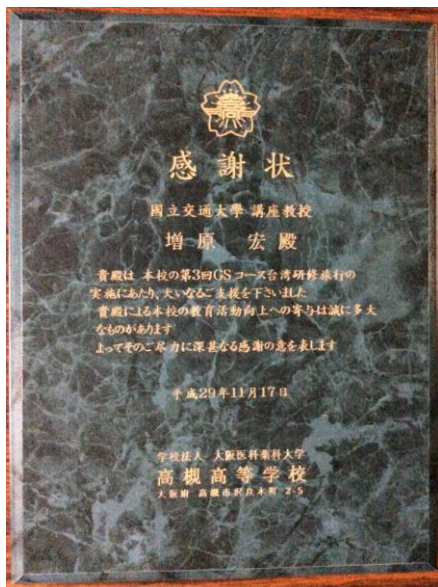 感謝状
國立交通大學 講座教授
増原 宏 殿
貴殿は 本校の第3回GSコース台湾研修旅行の
実施にあたり、大いなるご支援を下さいました
貴殿による本校の教育活動向上への寄与は誠に多大
なものがあります
よってそのご尽力に深甚なる感謝の意を表します
平成29年11月17日
学校法人 大阪医科薬科大学
高槻高等学校
大阪府 高槻市沢良木町 2-5